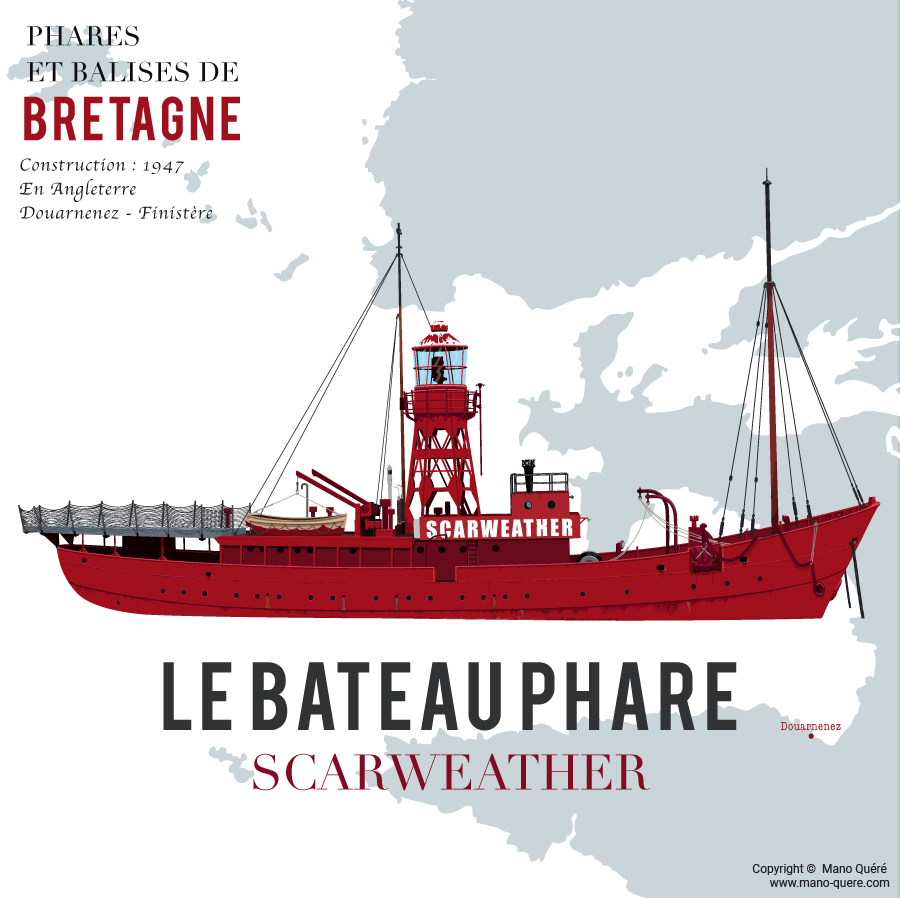 PHARES
ET BALISES DE
BRETAGNE
Construction : 1947
En Angleterre
Douarnenez - Finistère
SCARWEATHER
LE BATEAU PHARE
Douarnenez
SCARWEATHER
Copyright © Mano Quéré
www.mano-quere.com